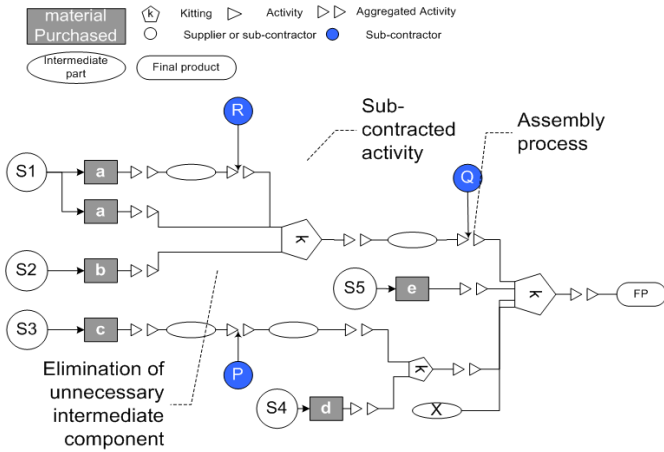 material
Purchased
k
Kitting
Activity
Aggregated Activity
Supplier or sub-contractor
Sub-contractor
Intermediate
part
Final product
R
Sub-
contracted
activity
Assembly
process
S1
a
Q
a
k
S2
b
S5
e
k
FP
S3
c
Elimination of
unnecessary
intermediate
component
P
k
S4
d
X